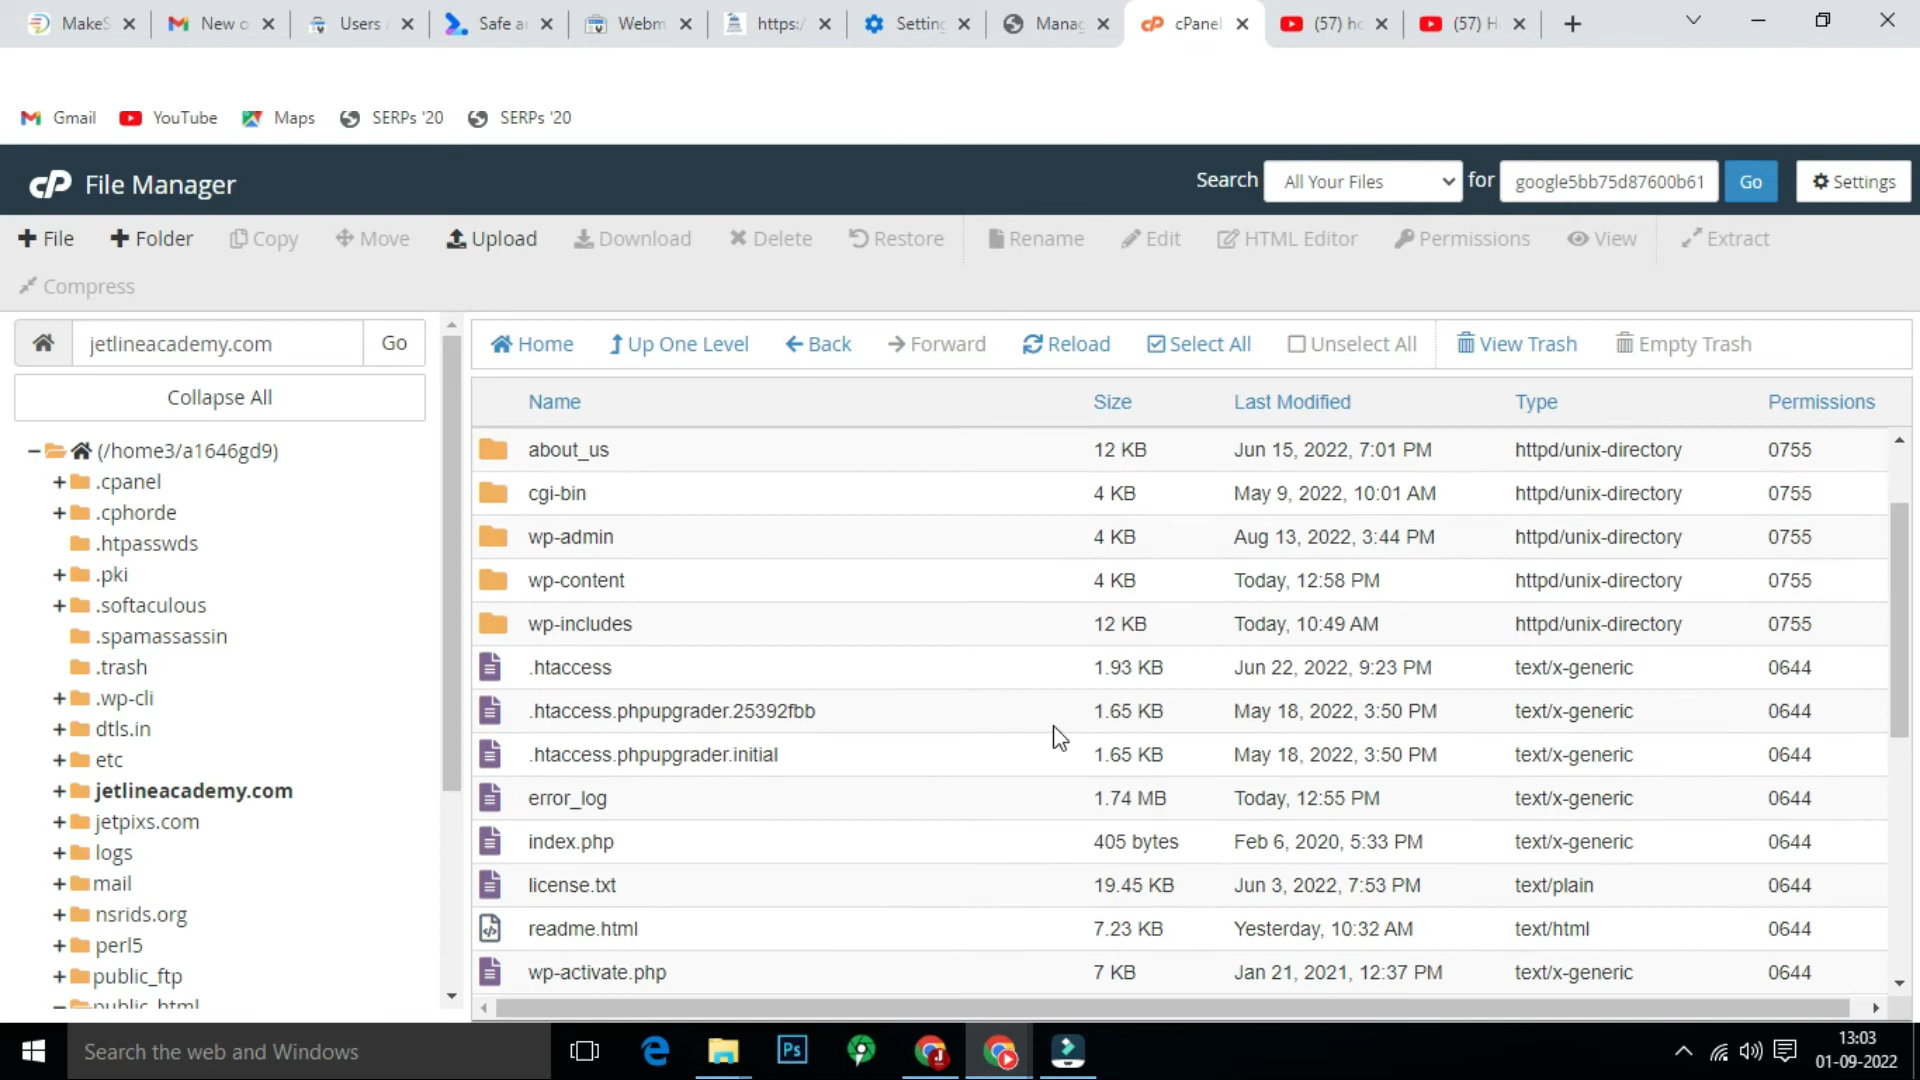 MakeS
New o
Users a
Safe ar
Webm
https:/
Setting
Manag
cPanel
(57) ho
(57) H
Gmail
YouTube
Maps
SERPs '20
SERPs '20
cP File Manager
Search
All Your Files
for
google5bb75d87600b61
Go
Settings
File
Folder
Copy
Move
Upload
Download
Delete
Restore
Rename
Edit
HTML Editor
Permissions
View
Extract
Compress
jetlineacademy.com
Go
Collapse All
(/home3/a1646gd9)
.cpanel
.cphorde
.htpasswds
.pki
.softaculous
.spamassassin
.trash
.wp-cli
dtls.in
etc
jetlineacademy.com
jetpixs.com
logs
mail
nsrids.org
perl5
public_ftp
public_html
Home
Up One Level
Back
Forward
Reload
Select All
Unselect All
View Trash
Empty Trash
Name Size Last Modified Type Permissions
about_us 12 KB Jun 15, 2022, 7:01 PM httpd/unix-directory 0755
cgi-bin 4 KB May 9, 2022, 10:01 AM httpd/unix-directory 0755
wp-admin 4 KB Aug 13, 2022, 3:44 PM httpd/unix-directory 0755
wp-content 4 KB Today, 12:58 PM httpd/unix-directory 0755
wp-includes 12 KB Today, 10:49 AM httpd/unix-directory 0755
.htaccess 1.93 KB Jun 22, 2022, 9:23 PM text/x-generic 0644
.htaccess.phpupgrader.25392fbb 1.65 KB May 18, 2022, 3:50 PM text/x-generic 0644
.htaccess.phpupgrader.initial 1.65 KB May 18, 2022, 3:50 PM text/x-generic 0644
error_log 1.74 MB Today, 12:55 PM text/x-generic 0644
index.php 405 bytes Feb 6, 2020, 5:33 PM text/x-generic 0644
license.txt 19.45 KB Jun 3, 2022, 7:53 PM text/plain 0644
readme.html 7.23 KB Yesterday, 10:32 AM text/html 0644
wp-activate.php 7 KB Jan 21, 2021, 12:37 PM text/x-generic 0644
Search the web and Windows
Ps
13:03
01-09-2022